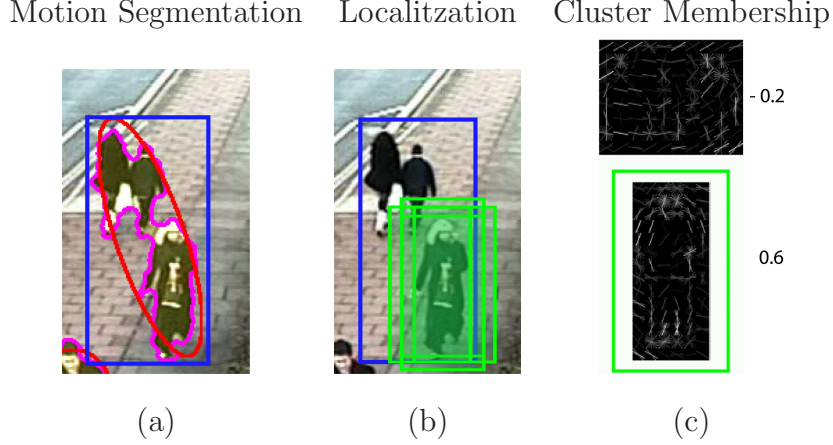 Motion Segmentation Localitzation Cluster Membership
- 0.2
0.6
(a) (b) (c)